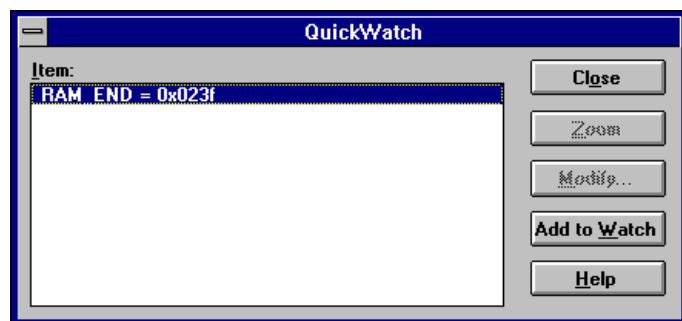 QuickWatch
Item:
RAM_END = 0x023f
Close
Zoom
Modify...
Add to Watch
Help